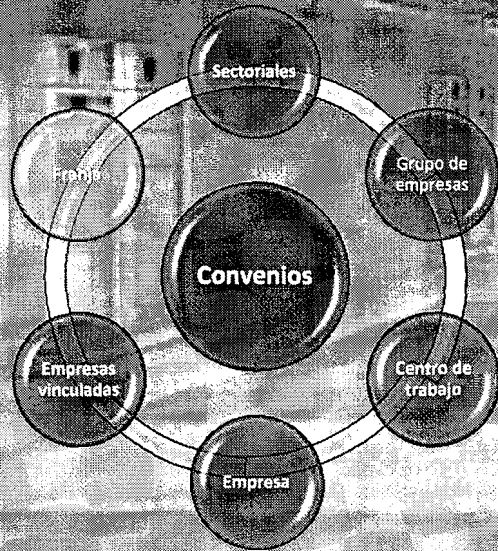 Sectoriales
Grupo de
empresas
Centro de
trabajo
Empresa
Empresas
vinculadas
Franja
Convenios